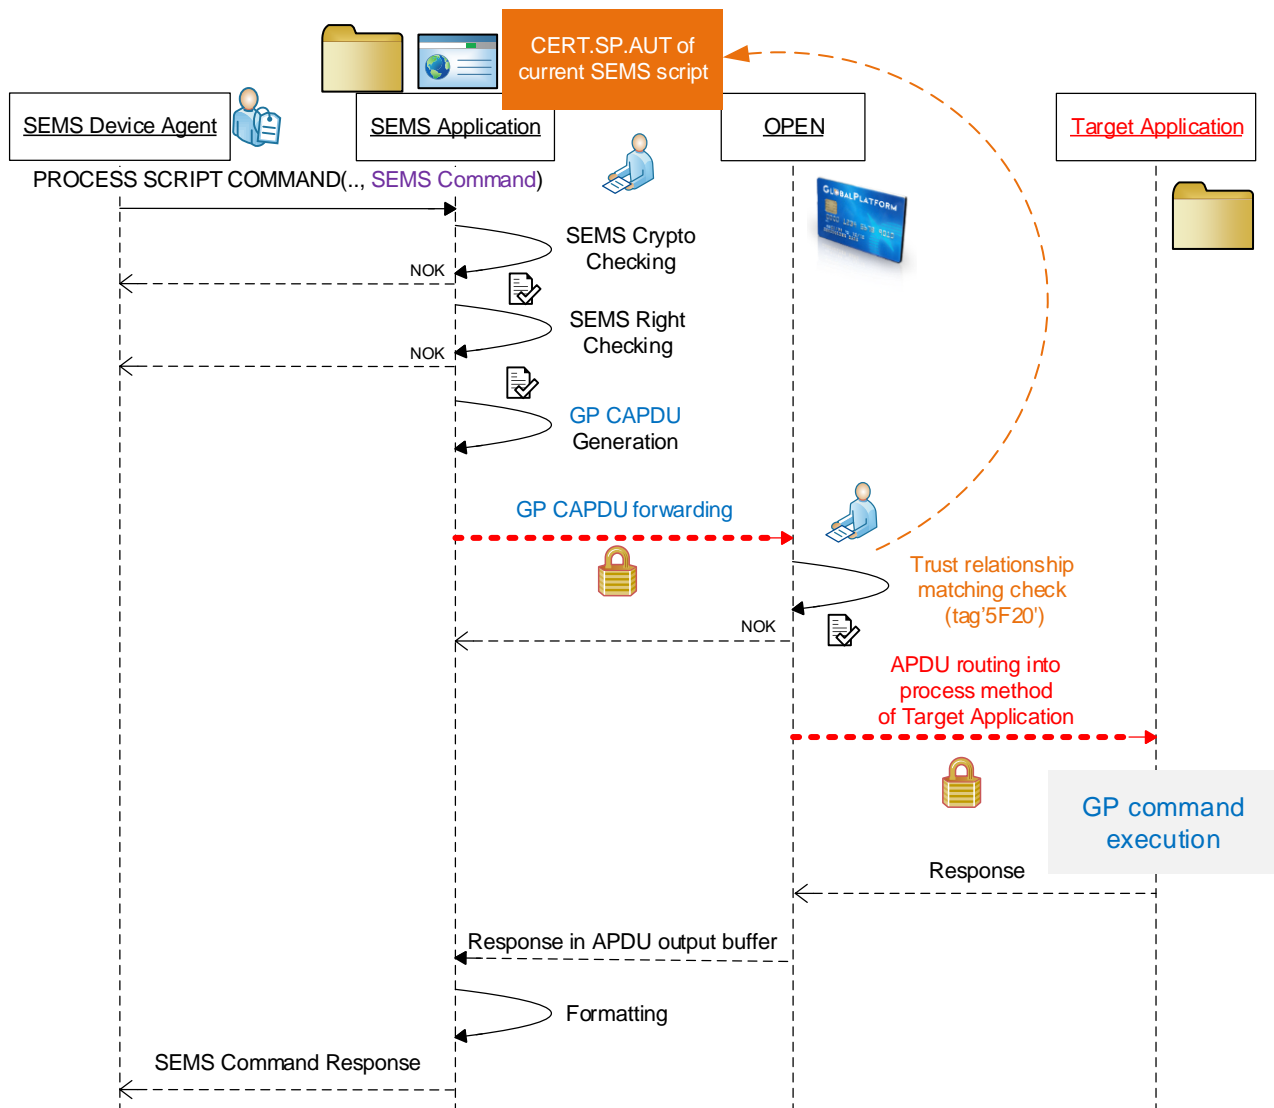 CERT.SP.AUT of
current SEMS script
SEMS Device Agent
SEMS Application
OPEN
Target Application
PROCESS SCRIPT COMMAND(.., SEMS Command)
GLOBALPLATFORM
SEMS Crypto
Checking
NOK
SEMS Right
Checking
NOK
GP CAPDU
Generation
GP CAPDU forwarding
Trust relationship
matching check
(tag'5F20')
NOK
APDU routing into
process method
of Target Application
GP command
execution
Response
Response in APDU output buffer
Formatting
SEMS Command Response